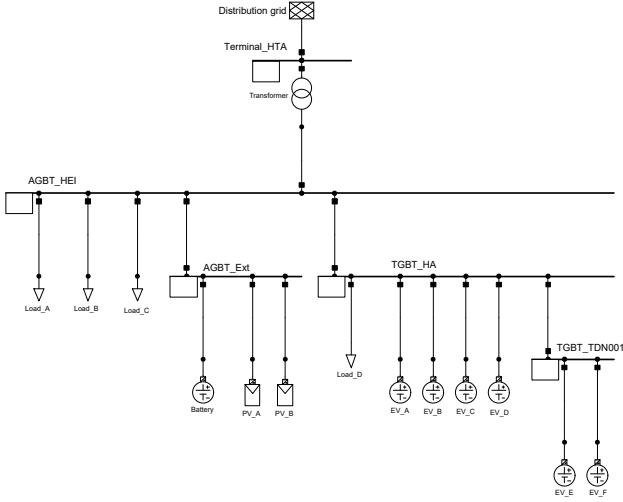 Distribution grid
Terminal_HTA
Transformer
AGBT_HEI
AGBT_Ext
TGBT_HA
Load_A
Load_B
Load_C
TGBT_TDN001
Load_D
Battery
PV_A
PV_B
EV_A
EV_B
EV_C
EV_D
EV_E
EV_F